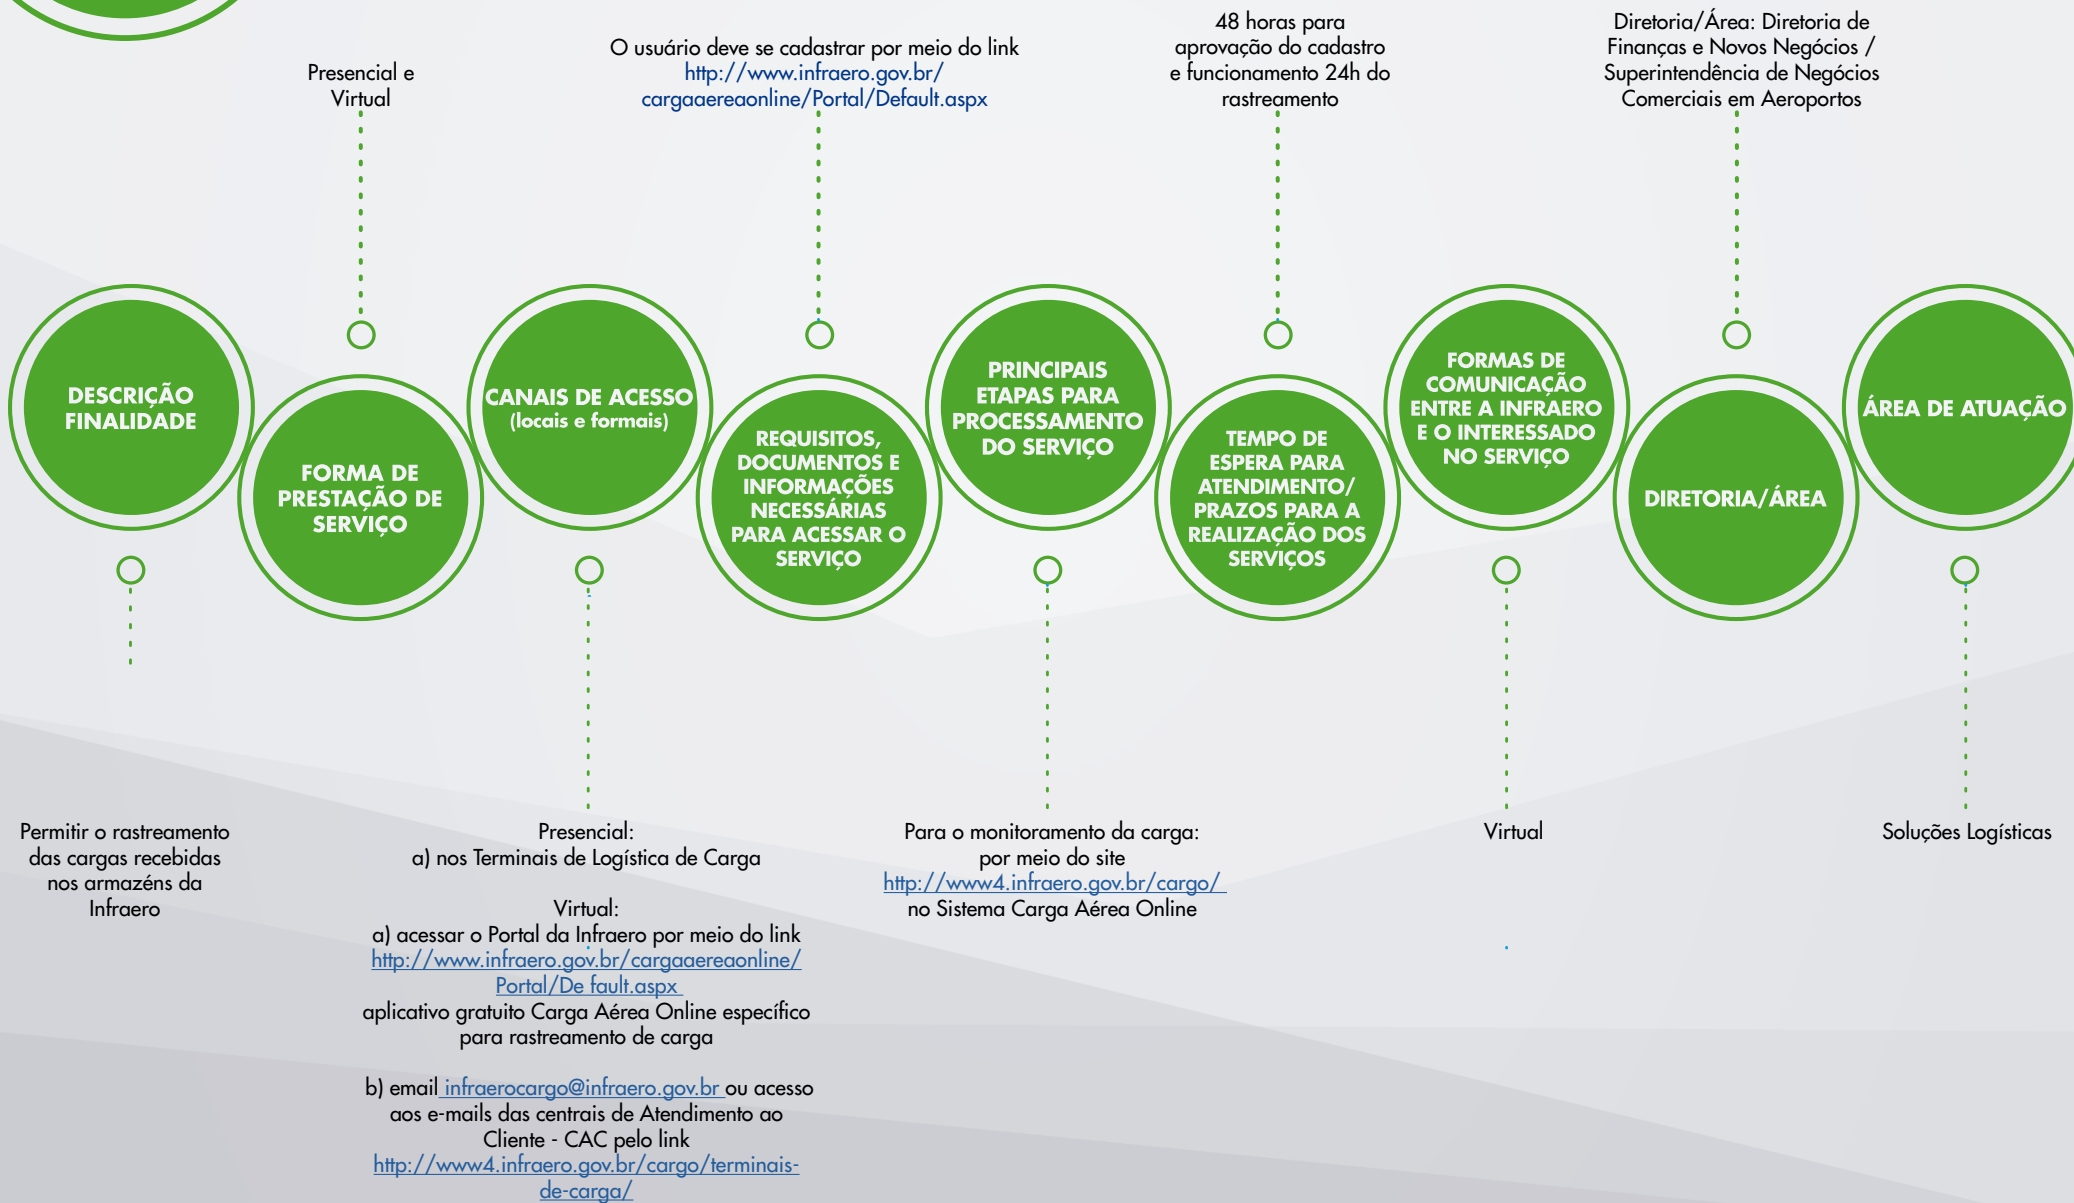 Presencial e
Virtual
O usuário deve se cadastrar por meio do link
http://www.infraero.gov.br/
cargaaereaonline/Portal/Default.aspx
48 horas para
aprovação do cadastro
e funcionamento 24h do
rastreamento
Diretoria/Área: Diretoria de
Finanças e Novos Negócios /
Superintendência de Negócios
Comerciais em Aeroportos
DESCRIÇÃO
FINALIDADE
FORMA DE
PRESTAÇÃO DE
SERVIÇO
CANAIS DE ACESSO
(locais e formais)
REQUISITOS,
DOCUMENTOS E
INFORMAÇÕES
NECESSÁRIAS
PARA ACESSAR O
SERVIÇO
PRINCIPAIS
ETAPAS PARA
PROCESSAMENTO
DO SERVIÇO
TEMPO DE
ESPERA PARA
ATENDIMENTO/
PRAZOS PARA A
REALIZAÇÃO DOS
SERVIÇOS
FORMAS DE
COMUNICAÇÃO
ENTRE A INFRAERO
E O INTERESSADO
NO SERVIÇO
DIRETORIA/ÁREA
ÁREA DE ATUAÇÃO
Permitir o rastreamento
das cargas recebidas
nos armazéns da
Infraero
Presencial:
a) nos Terminais de Logística de Carga
Virtual:
a) acessar o Portal da Infraero por meio do link
http://www.infraero.gov.br/cargaaereaonline/
Portal/De fault.aspx
aplicativo gratuito Carga Aérea Online específico
para rastreamento de carga
b) email infraerocargo@infraero.gov.br ou acesso
aos e-mails das centrais de Atendimento ao
Cliente - CAC pelo link
http://www4.infraero.gov.br/cargo/terminais-
de-carga/
Para o monitoramento da carga:
por meio do site
http://www4.infraero.gov.br/cargo/
no Sistema Carga Aérea Online
Virtual
Soluções Logísticas